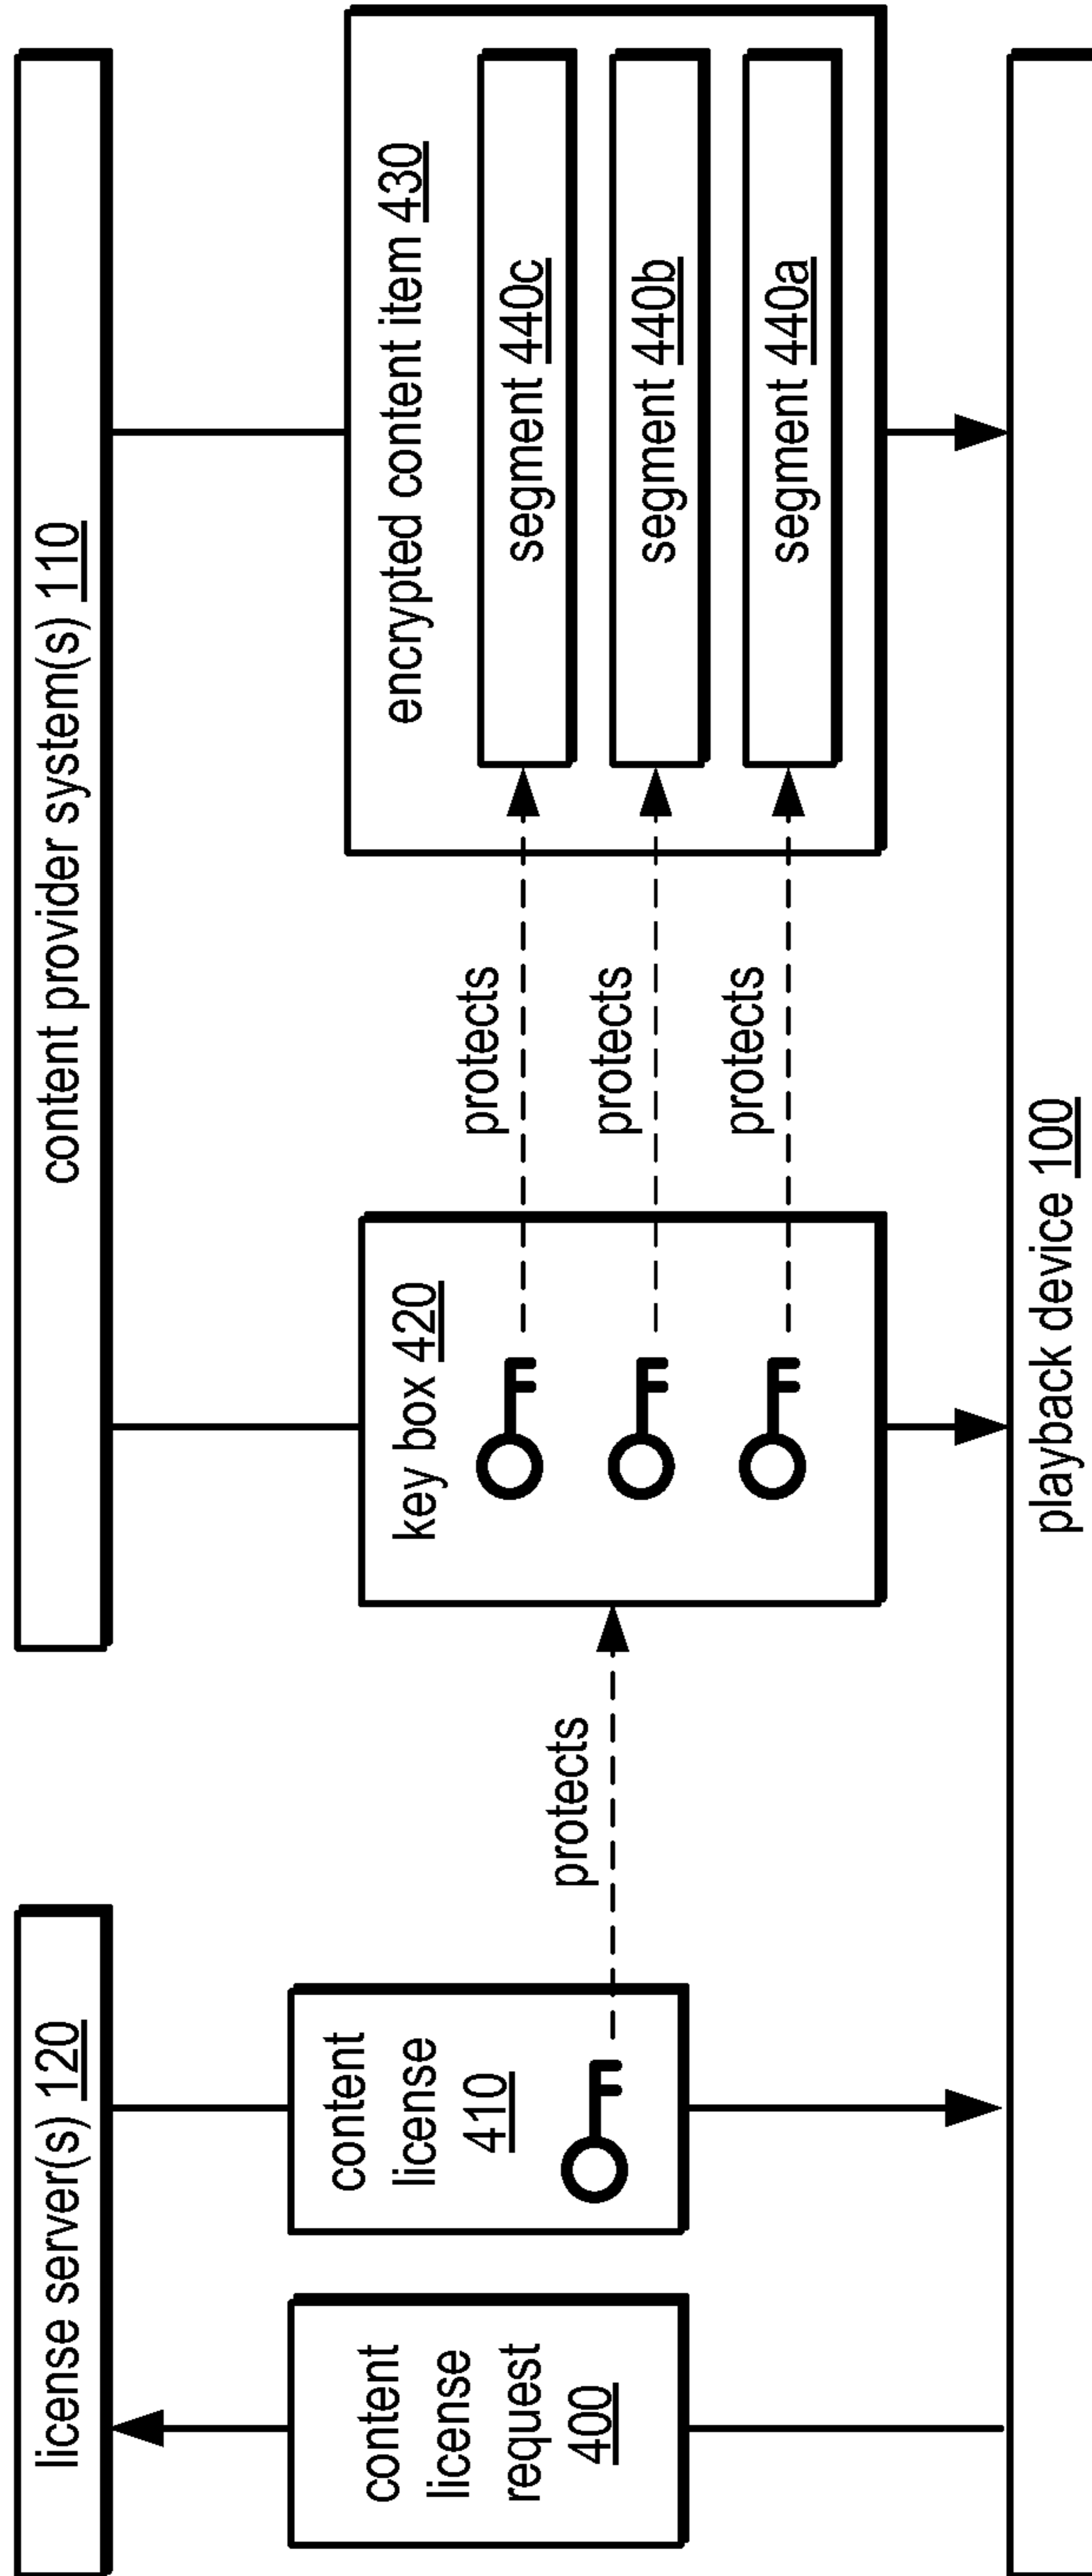 license server(s) 120
content provider system(s) 110
content
license
request
400
content
license
410
protects
key box 420
protects
protects
protects
encrypted content item 430
segment 440c
segment 440b
segment 440a
playback device 100